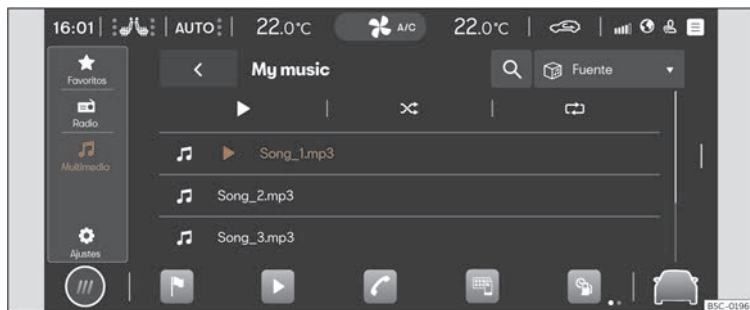 16:01 AUTO 22.0°C A/C 22.0°C
Favoritos
My music
Fuente
Radio
Multimedia
Song_1.mp3
Song_2.mp3
Song_3.mp3
Ajustes
B5C-0196